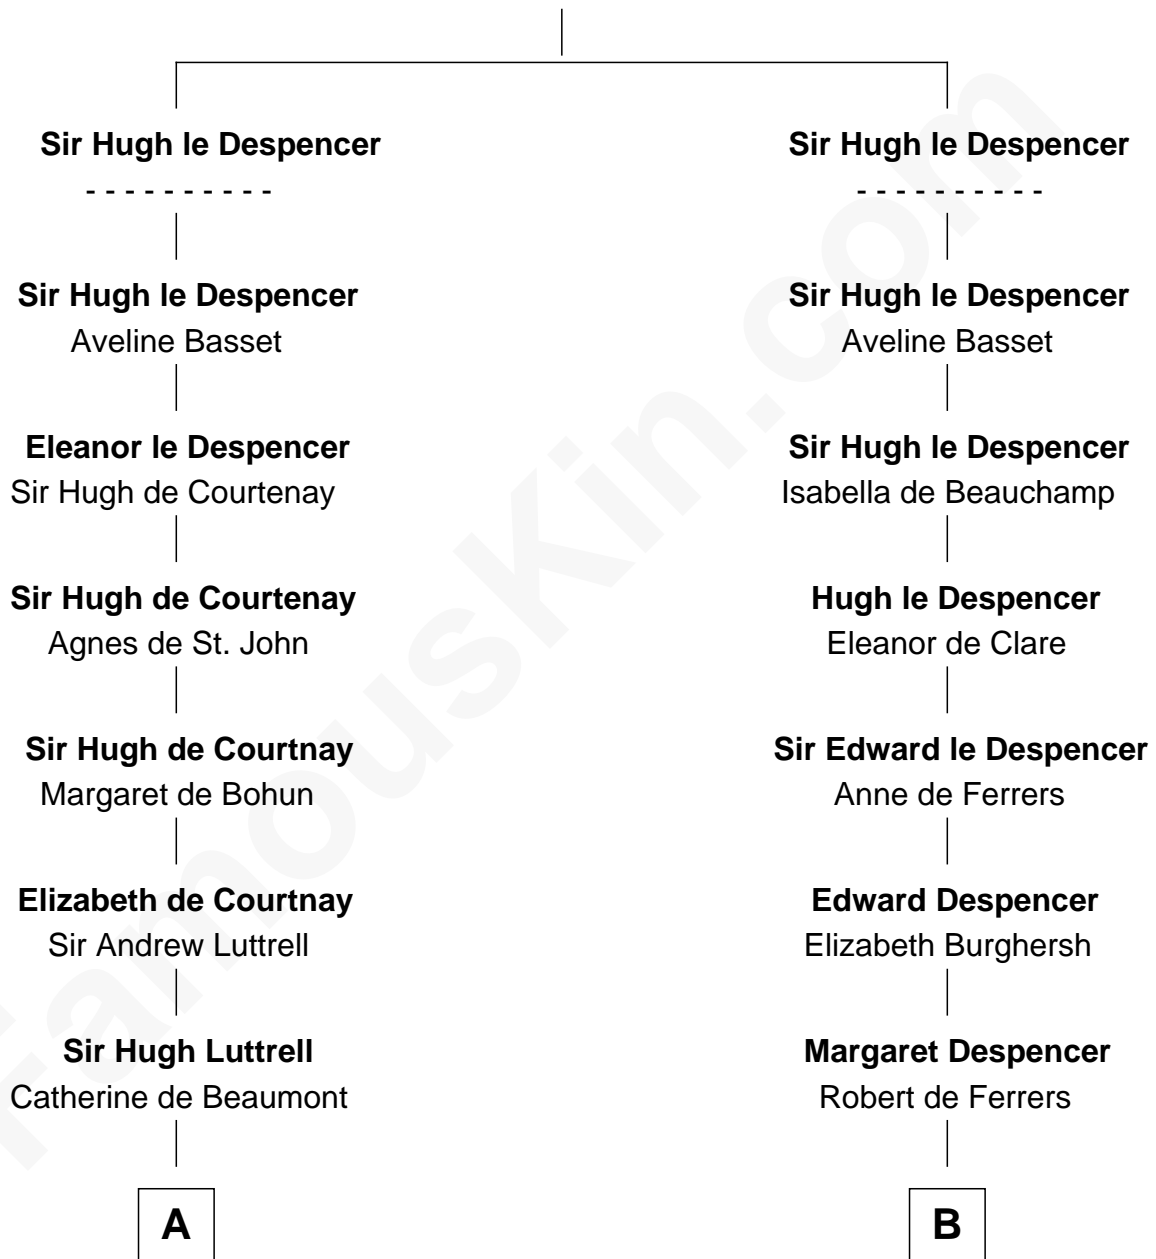 Sir Hugh le Despencer
- - - - - - - - - -
Sir Hugh le Despencer
Aveline Basset
Eleanor le Despencer
Sir Hugh de Courtenay
Sir Hugh de Courtenay
Agnes de St. John
Sir Hugh de Courtnay
Margaret de Bohun
Elizabeth de Courtnay
Sir Andrew Luttrell
Sir Hugh Luttrell
Catherine de Beaumont
A
Sir Hugh le Despencer
- - - - - - - - - -
Sir Hugh le Despencer
Aveline Basset
Sir Hugh le Despencer
Isabella de Beauchamp
Hugh le Despencer
Eleanor de Clare
Sir Edward le Despencer
Anne de Ferrers
Edward Despencer
Elizabeth Burghersh
Margaret Despencer
Robert de Ferrers
B
FamousKin.com